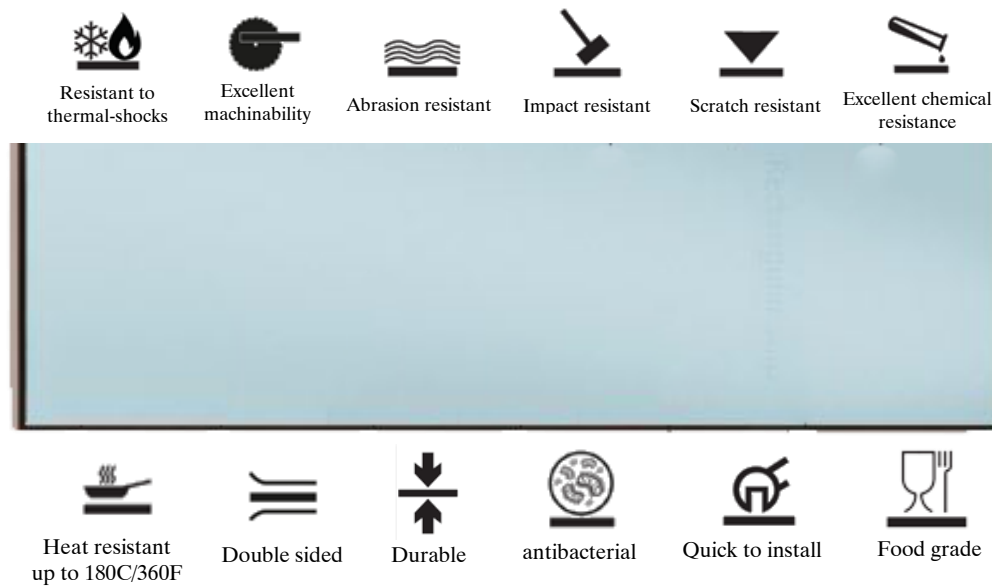 Resistant to
thermal-shocks
Excellent
machinability
Abrasion resistant
Impact resistant
Scratch resistant
Excellent chemical
resistance
Heat resistant
up to 180C/360F
Double sided
Durable
antibacterial
Quick to install
Food grade